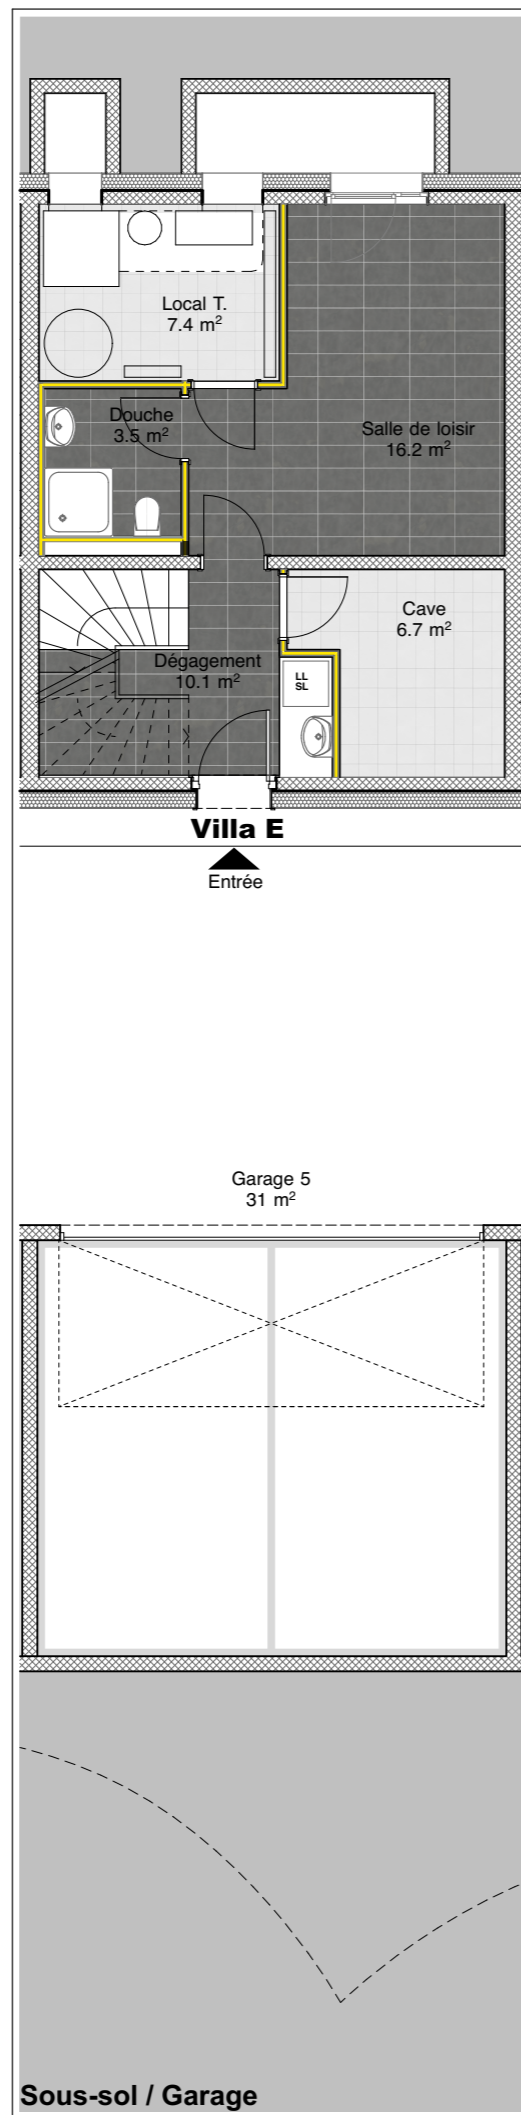 Local T.
7.4 m²
Douche
3.5 m²
Salle de loisir
16.2 m²
Cave
6.7 m²
Dégagement
10.1 m²
LL
SL
Villa E
Entrée
Garage 5
31 m²
Sous-sol / Garage